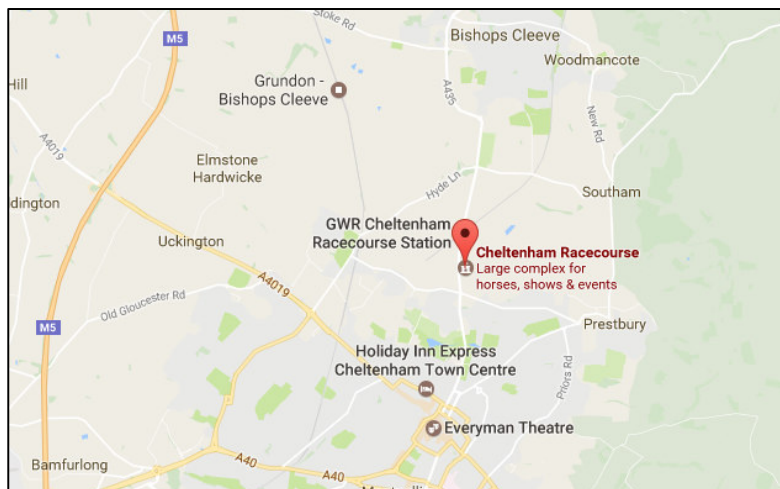 Stoke Rd
Bishops Cleeve
M5
Woodmancote
Grundon -
Bishops Cleeve
A435
New Rd
A4019
Elmstone
Hardwicke
Hyde Ln
Southam
GWR Cheltenham
Racecourse Station
Uckington
Cheltenham Racecourse
Large complex for
horses, shows & events
A4019
Old Gloucester Rd
M5
Prestbury
Holiday Inn Express
Cheltenham Town Centre
Priors Rd
Everyman Theatre
A40
Bamfurlong
A40